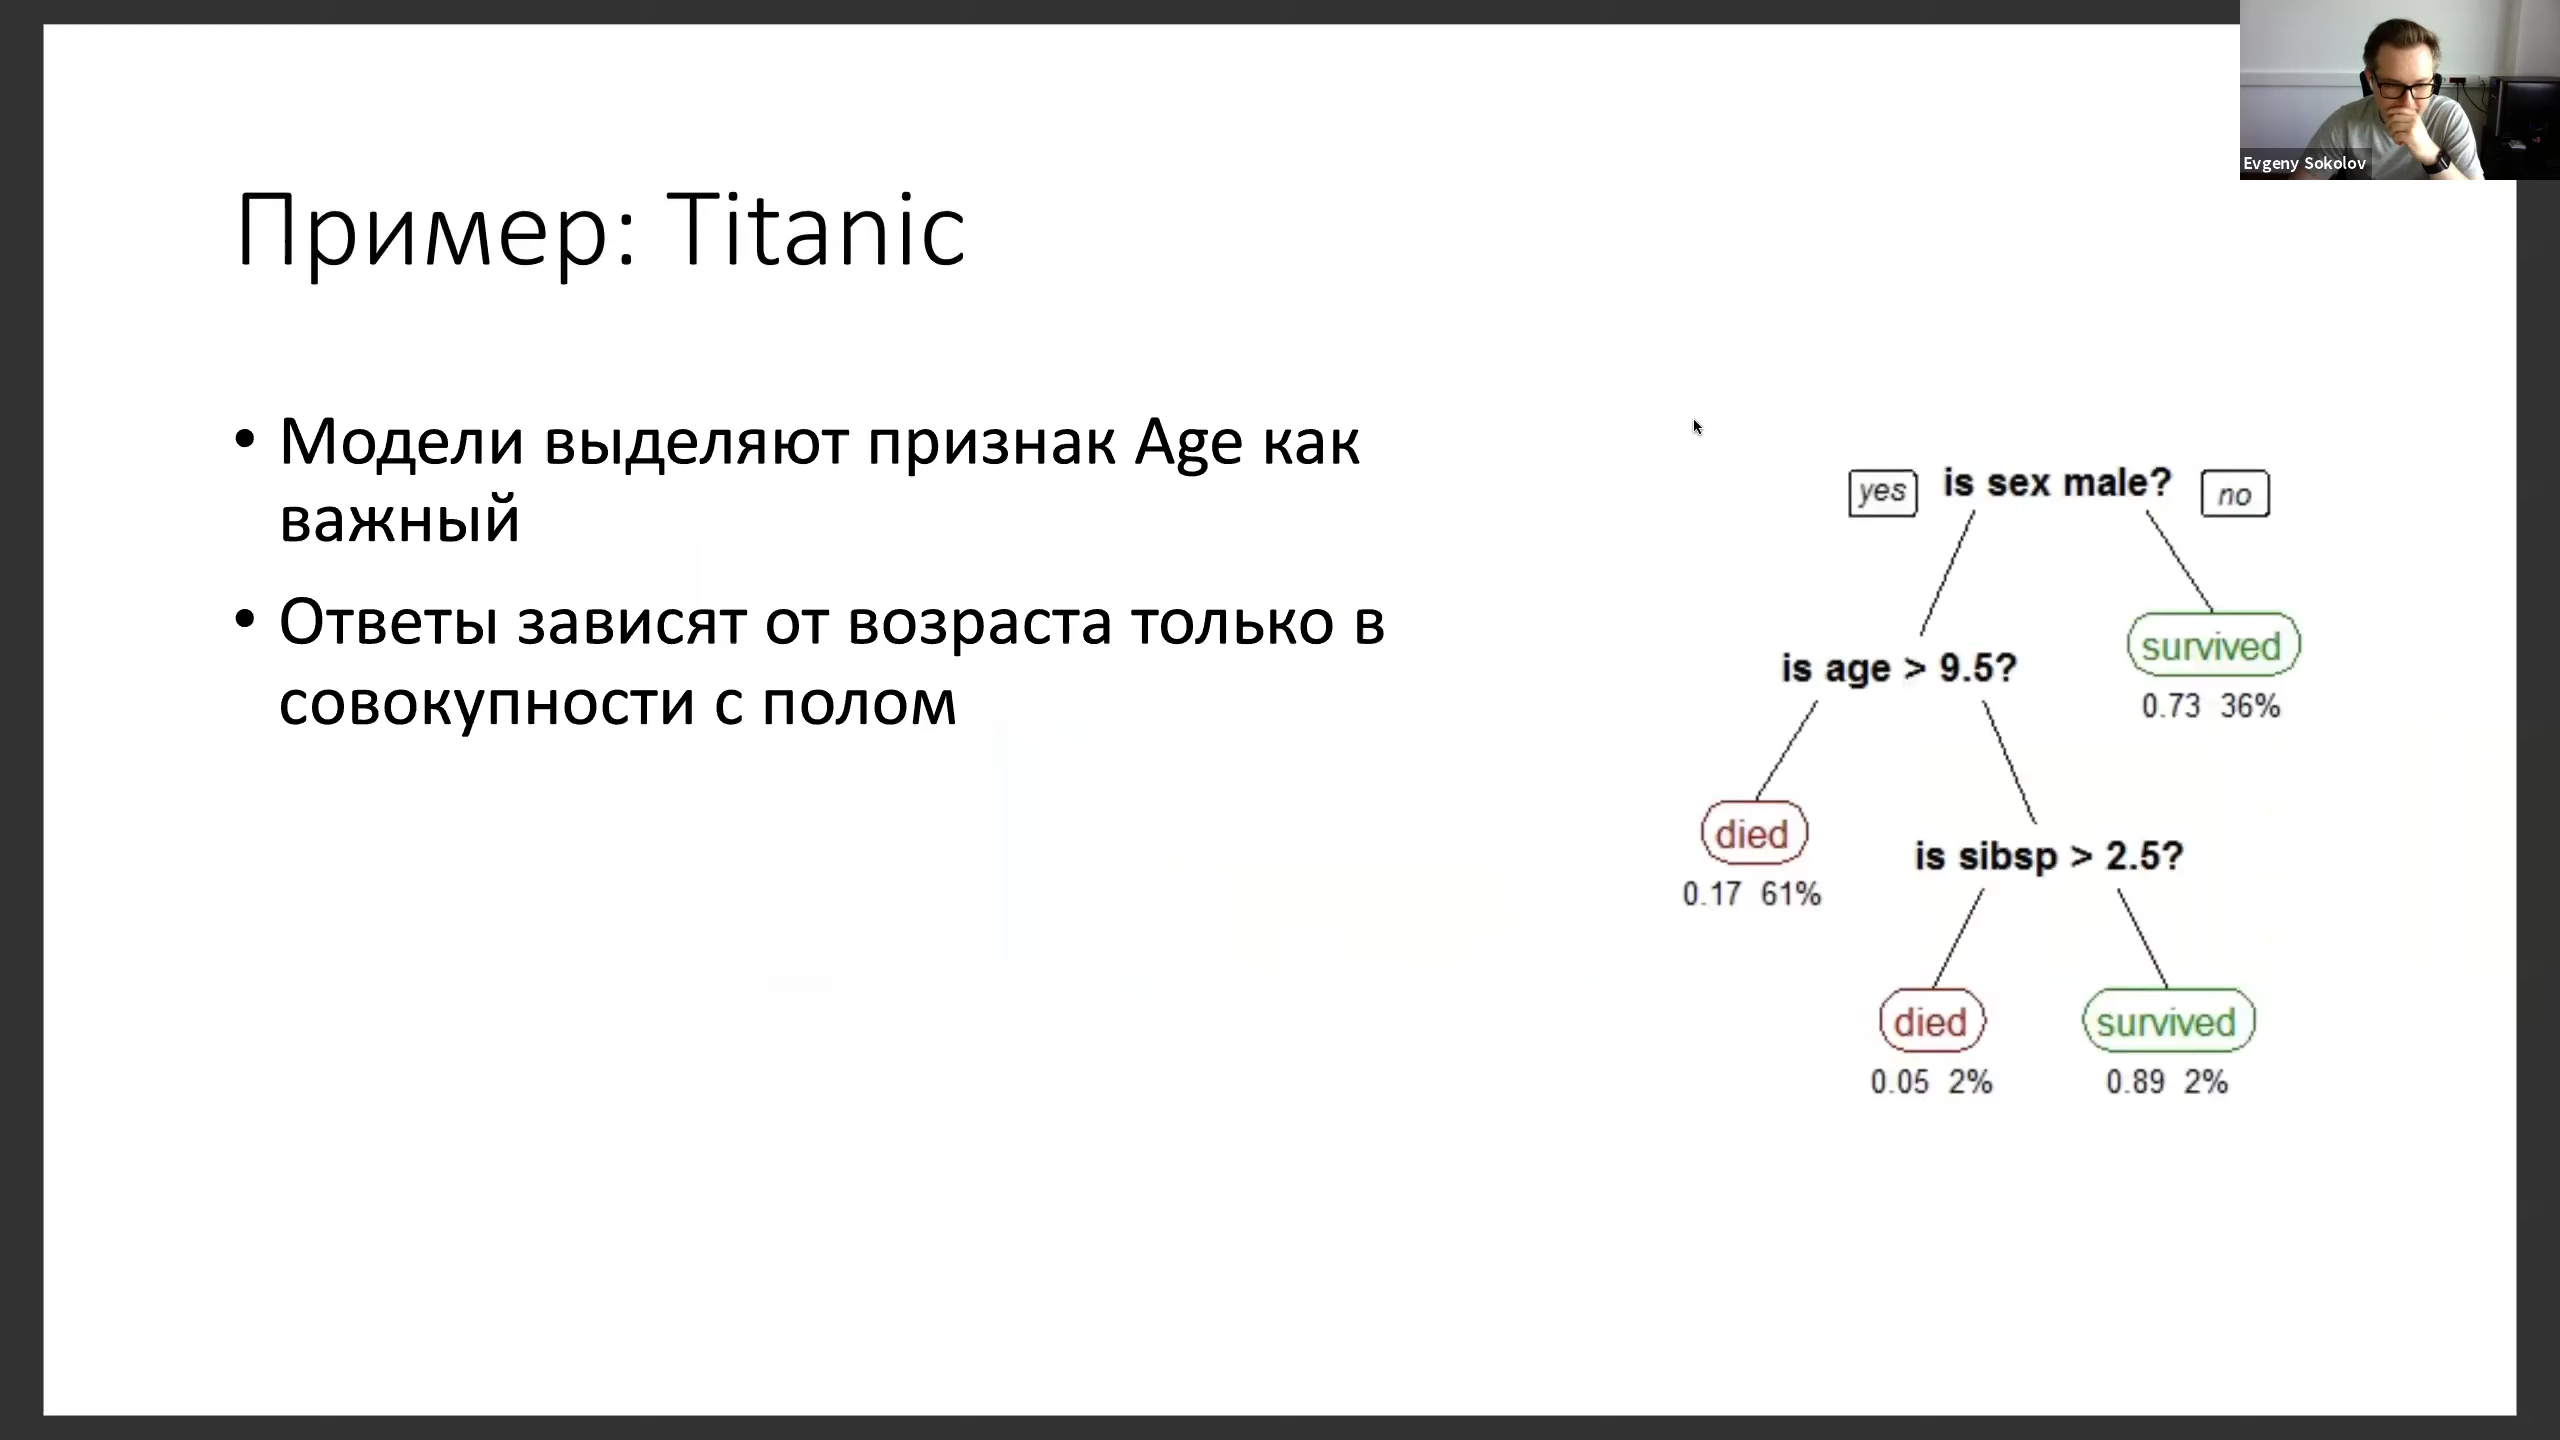 Evgeny Sokolov
Пример: Titanic
• Модели выделяют признак Age как
важный
• Ответы зависят от возраста только в
совокупности с полом
yes is sex male? no
survived
0.73 36%
is age > 9.5?
died
0.17 61%
is sibsp > 2.5?
died survived
0.05 2% 0.89 2%